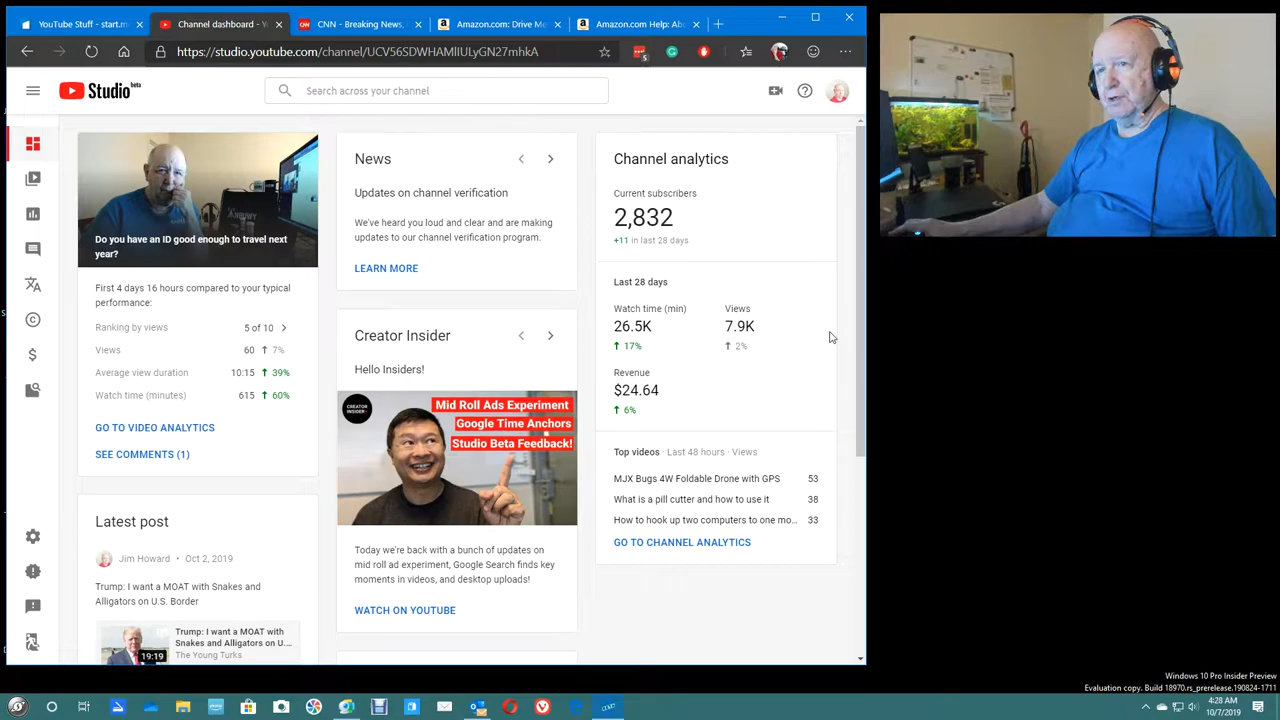 YouTube Stuff - start.m
Channel dashboard - Y
CNN - Breaking News,
Amazon.com: Drive M
Amazon.com Help: Ab
https://studio.youtube.com/channel/UCV56SDWHAMlIULyGN27mhkA
Studio beta
Search across your channel
Do you have an ID good enough to travel next
year?
First 4 days 16 hours compared to your typical
performance:
Ranking by views 5 of 10
Views 60 7%
Average view duration 10:15 39%
Watch time (minutes) 615 60%
GO TO VIDEO ANALYTICS
SEE COMMENTS (1)
Latest post
Jim Howard • Oct 2, 2019
Trump: I want a MOAT with Snakes and
Alligators on U.S. Border
Trump: I want a MOAT with
Snakes and Alligators on U....
The Young Turks
19:19
News
Updates on channel verification
We've heard you loud and clear and are making
updates to our channel verification program.
LEARN MORE
Creator Insider
Hello Insiders!
CREATOR
INSIDER
Mid Roll Ads Experiment
Google Time Anchors
Studio Beta Feedback!
Today we're back with a bunch of updates on
mid roll ad experiment, Google Search finds key
moments in videos, and desktop uploads!
WATCH ON YOUTUBE
Channel analytics
Current subscribers
2,832
+11 in last 28 days
Last 28 days
Watch time (min) Views
26.5K 7.9K
17% 2%
Revenue
$24.64
6%
Top videos · Last 48 hours · Views
MJX Bugs 4W Foldable Drone with GPS 53
What is a pill cutter and how to use it 38
How to hook up two computers to one mo... 33
GO TO CHANNEL ANALYTICS
Windows 10 Pro Insider Preview
Evaluation copy. Build 18970.rs_prerelease.190824-1711
4:28 AM
10/7/2019